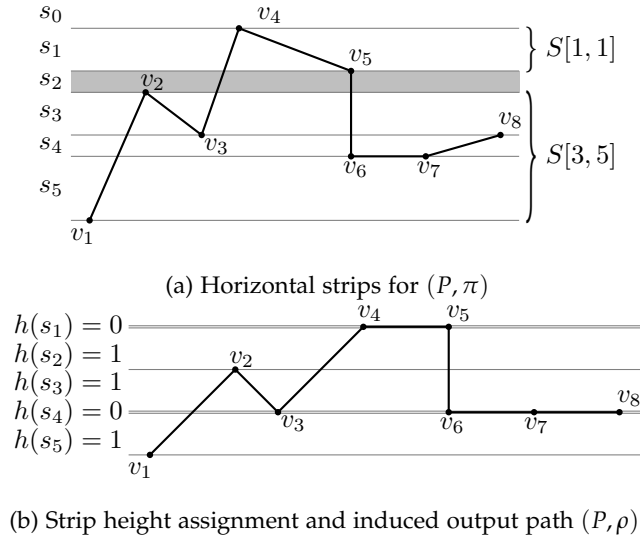 s₀
v₄
s₁
S[1, 1]
v₅
s₂
v₂
s₃
v₃
v₈
s₄
S[3, 5]
v₆
v₇
s₅
v₁
(a) Horizontal strips for (P, π)
h(s₁) = 0
v₄
v₅
h(s₂) = 1
v₂
h(s₃) = 1
v₈
h(s₄) = 0
v₃
v₆
v₇
h(s₅) = 1
v₁
(b) Strip height assignment and induced output path (P, ρ)